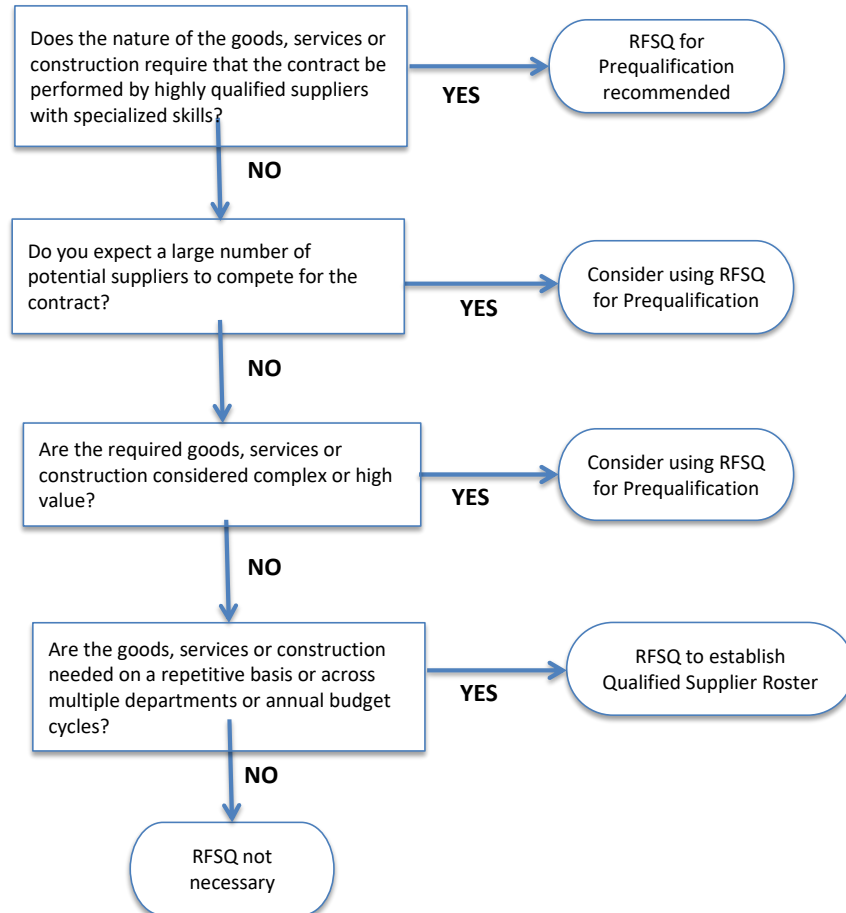 Does the nature of the goods, services or
construction require that the contract be
performed by highly qualified suppliers
with specialized skills?
YES
RFSQ for
Prequalification
recommended
NO
Do you expect a large number of
potential suppliers to compete for the
contract?
YES
Consider using RFSQ
for Prequalification
NO
Are the required goods, services or
construction considered complex or high
value?
YES
Consider using RFSQ
for Prequalification
NO
Are the goods, services or construction
needed on a repetitive basis or across
multiple departments or annual budget
cycles?
YES
RFSQ to establish
Qualified Supplier Roster
NO
RFSQ not
necessary